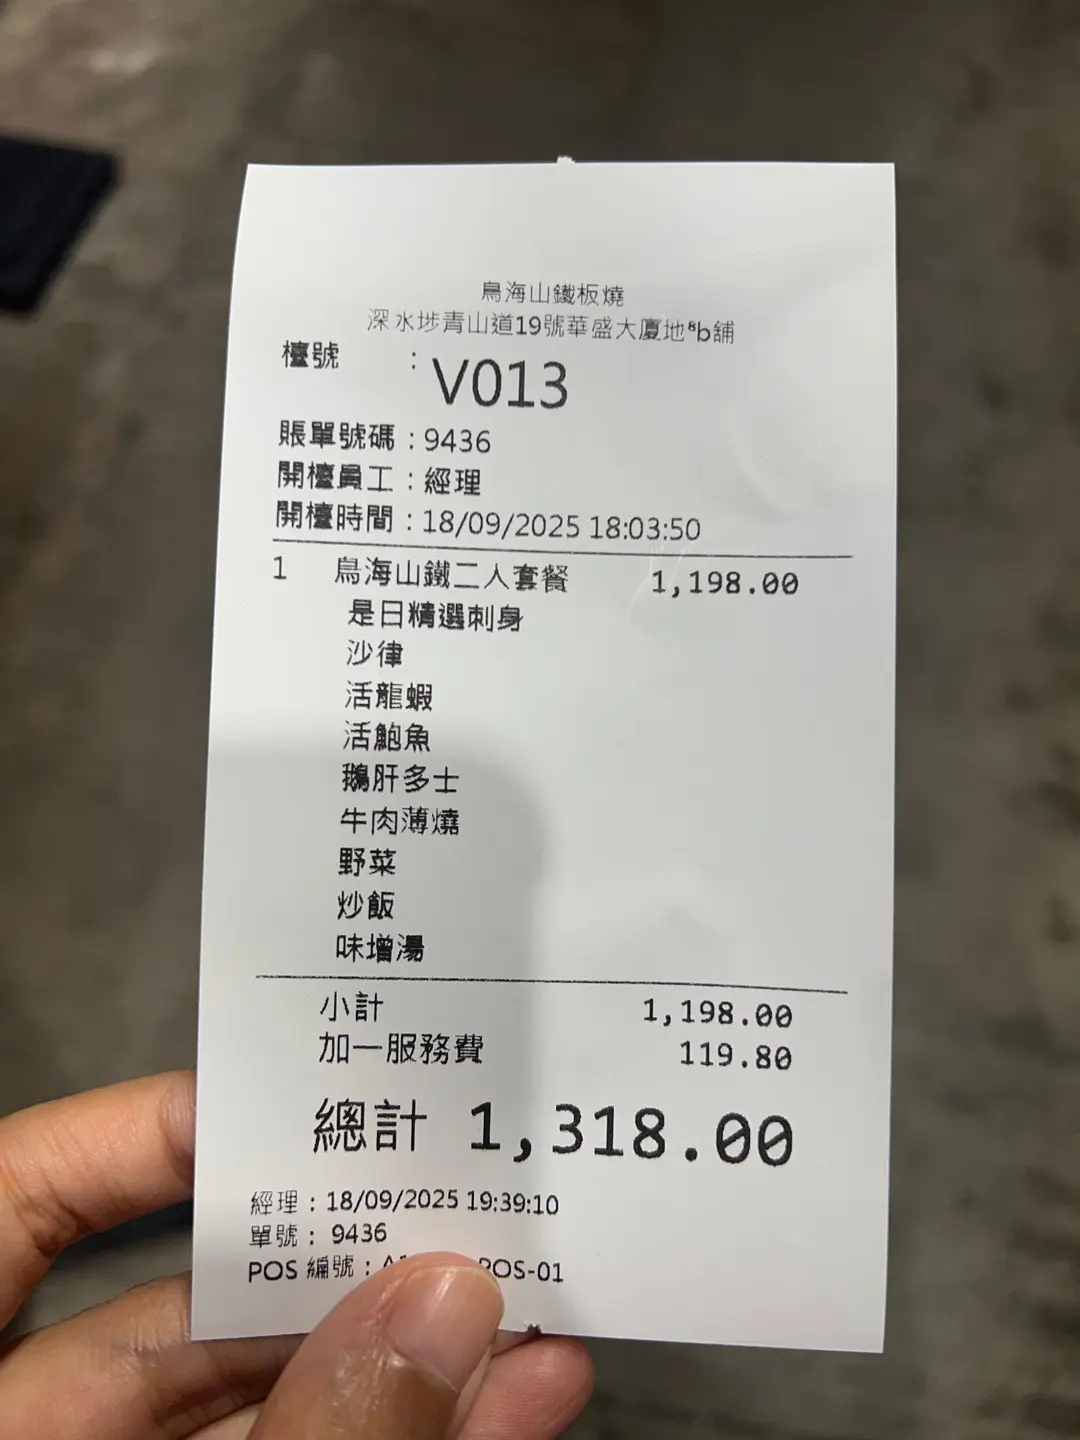 鳥海山鐵板燒
深水埗青山道19號華盛大廈地8b舖
檯號 : V013
賬單號碼 : 9436
開檯員工 : 經理
開檯時間 : 18/09/2025 18:03:50
1 鳥海山鐵二人套餐 1,198.00
是日精選刺身
沙律
活龍蝦
活鮑魚
鵝肝多士
牛肉薄燒
野菜
炒飯
味增湯
小計 1,198.00
加一服務費 119.80
總計 1,318.00
經理 : 18/09/2025 19:39:10
單號 : 9436
POS 編號 : POS-01